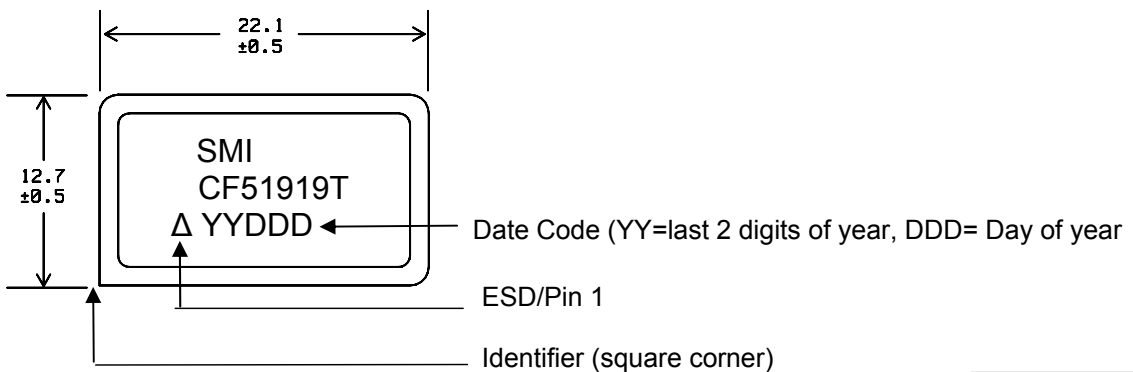 22.1
±0.5
12.7
±0.5
SMI
CF51919T
Δ YYDDD
Date Code (YY=last 2 digits of year, DDD= Day of year
ESD/Pin 1
Identifier (square corner)